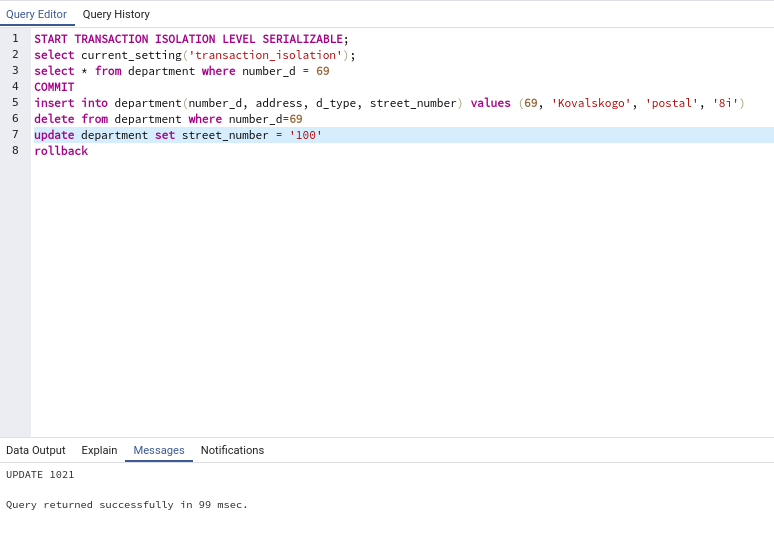 Query Editor Query History
1 START TRANSACTION ISOLATION LEVEL SERIALIZABLE;
2 select current_setting('transaction_isolation');
3 select * from department where number_d = 69
4 COMMIT
5 insert into department(number_d, address, d_type, street_number) values (69, 'Kovalskogo', 'postal', '8i')
6 delete from department where number_d=69
7 update department set street_number = '100'
8 rollback
Data Output Explain Messages Notifications
UPDATE 1021
Query returned successfully in 99 msec.